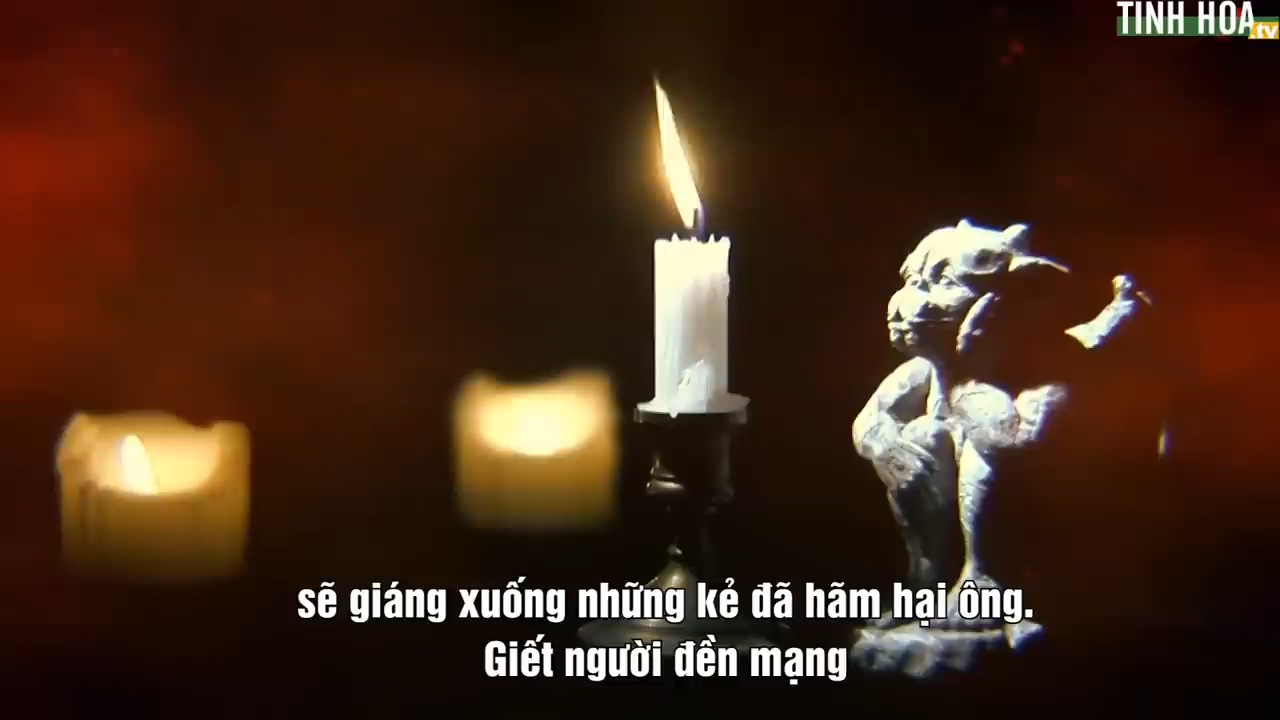 TINH HOA
.tv
sẽ giáng xuống những kẻ đã hãm hại ông.
Giết người đền mạng